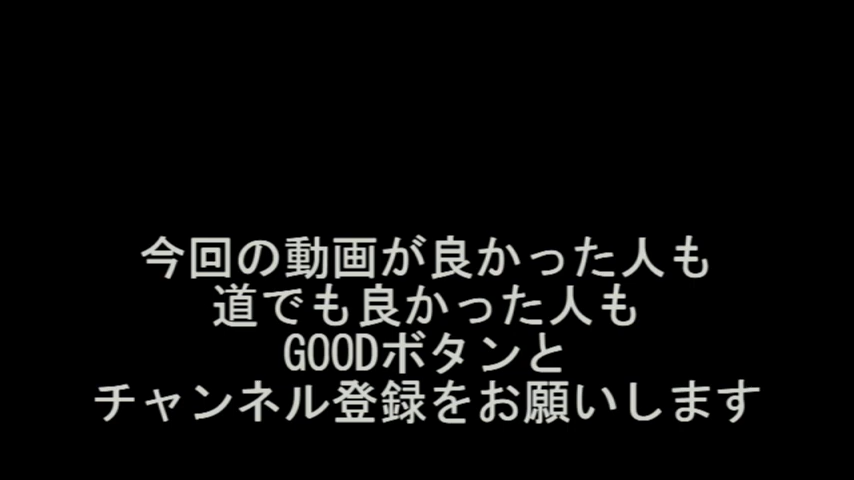 今回の動画が良かった人も
道でも良かった人も
GOODボタンと
チャンネル登録をお願いします